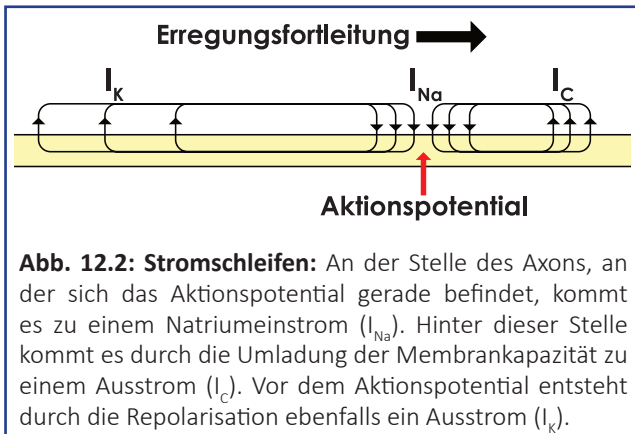 Erregungsfortleitung
I_K I_Na I_C
Aktionspotential
Abb. 12.2: Stromschleifen: An der Stelle des Axons, an
der sich das Aktionspotential gerade befindet, kommt
es zu einem Natriumeinstrom (I_Na). Hinter dieser Stelle
kommt es durch die Umladung der Membrankapazität zu
einem Ausstrom (I_C). Vor dem Aktionspotential entsteht
durch die Repolarisation ebenfalls ein Ausstrom (I_K).